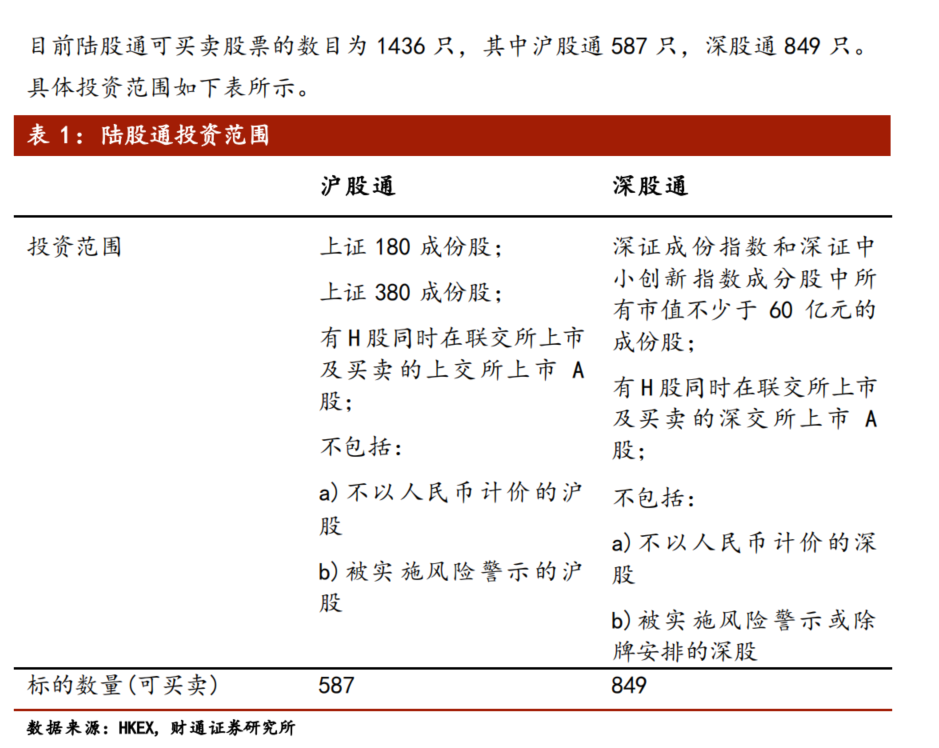 目前陆股通可买卖股票的数目为 1436 只，其中沪股通 587 只，深股通 849 只。
具体投资范围如下表所示。
表 1：陆股通投资范围
沪股通
深股通
投资范围
上证 180 成份股；
上证 380 成份股；
有 H 股同时在联交所上市
及买卖的上交所上市 A
股；
不包括：
a)不以人民币计价的沪
股
b)被实施风险警示的沪
股
深证成份指数和深证中
小创新指数成分股中所
有市值不少于 60 亿元的
成份股；
有 H 股同时在联交所上市
及买卖的深交所上市 A
股；
不包括：
a)不以人民币计价的深
股
b)被实施风险警示或除
牌安排的深股
标的数量(可买卖)
587
849
数据来源：HKEX，财通证券研究所